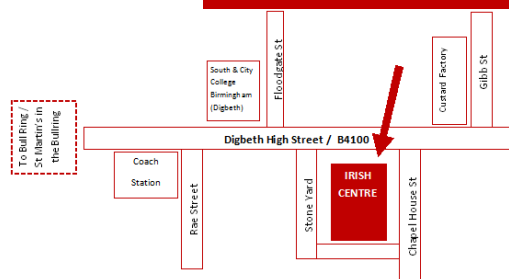 South & City
College
Birmingham
(Digbeth)
Floodgate St
Custard Factory
Gibb St
To Bull Ring /
St Martin's in
the Bullring
Digbeth High Street / B4100
Coach
Station
Rae Street
Stone Yard
IRISH
CENTRE
Chapel House St